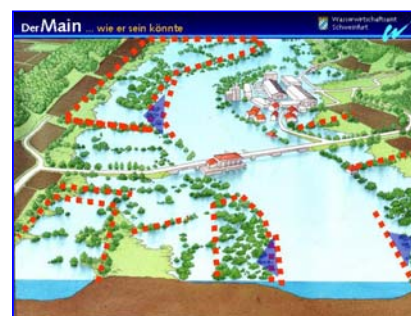 Der Main ... wie er sein könnte
Wasserwirtschaftsamt
Schweinfurt